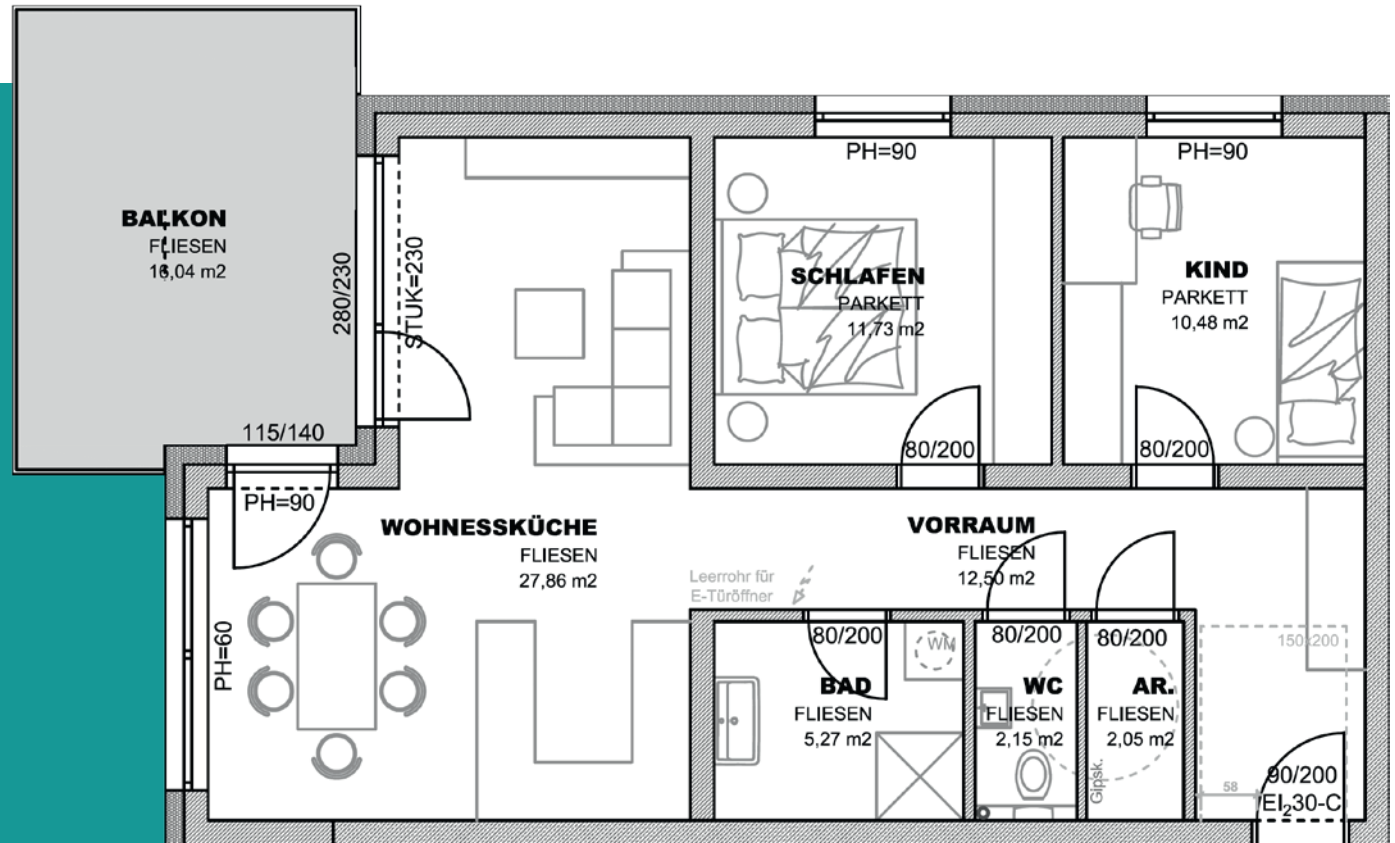 BALKON
FLIESEN
16,04 m2
280/230
STUK=230
115/140
PH=90
PH=60
WOHNESSKÜCHE
FLIESEN
27,86 m2
PH=90
SCHLAFEN
PARKETT
11,73 m2
80/200
PH=90
KIND
PARKETT
10,48 m2
80/200
VORRAUM
FLIESEN
12,50 m2
Leerrohr für
E-Türöffner
80/200
WM
BAD
FLIESEN
5,27 m2
80/200
WC
FLIESEN
2,15 m2
80/200
AR.
FLIESEN
2,05 m2
Gipsk.
150x200
58
90/200
EI₂30-C